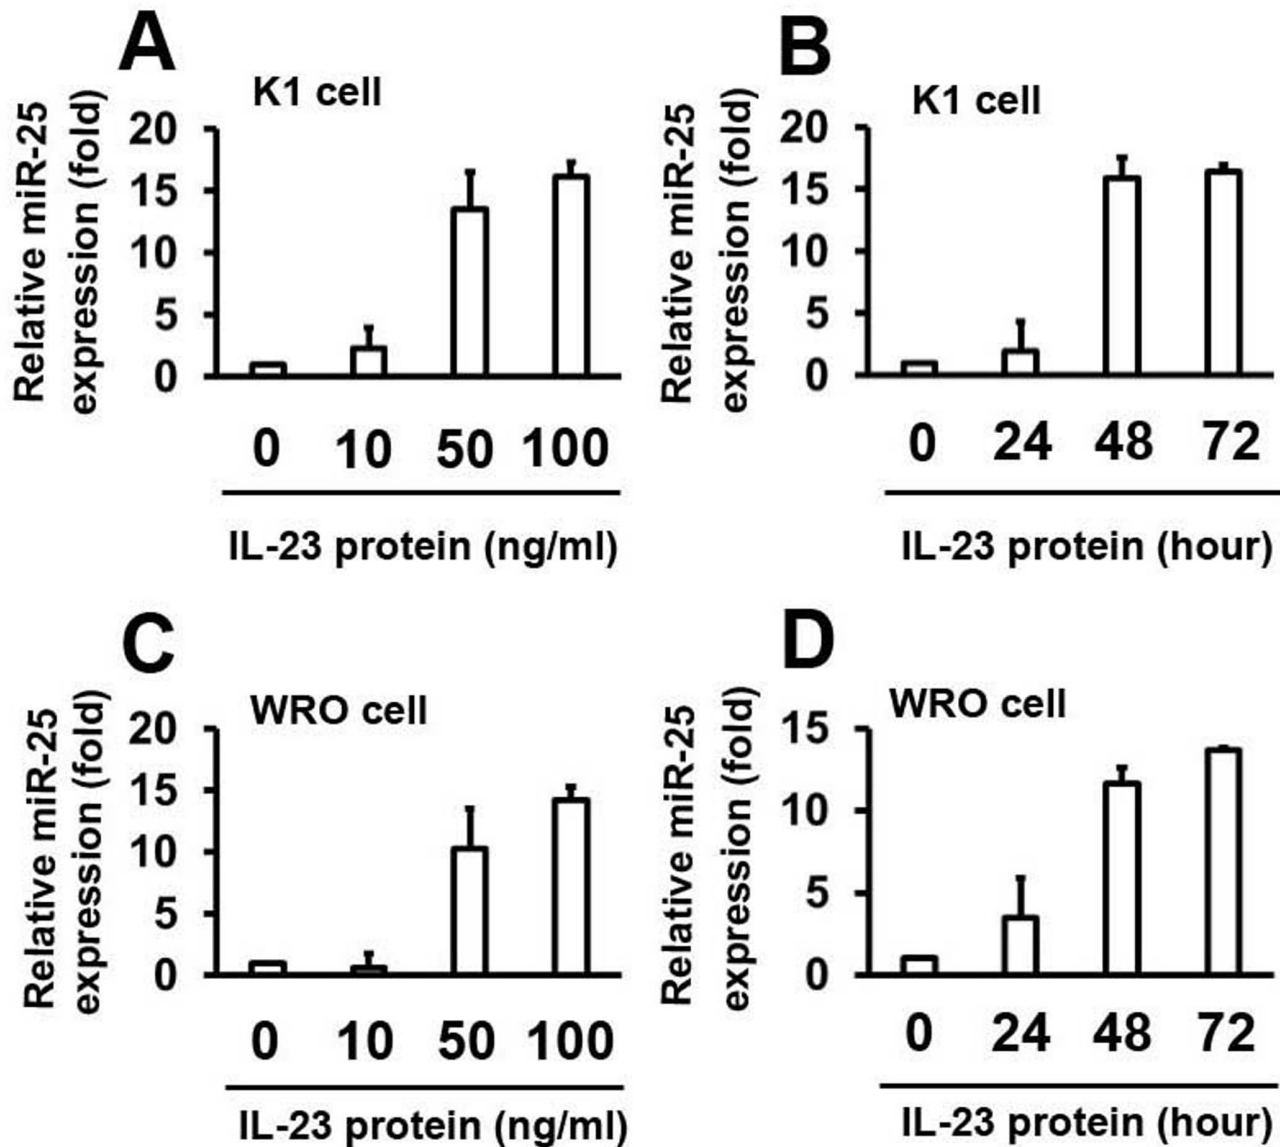 A
K1 cell
Relative miR-25
expression (fold)
20
15
10
5
0
0 10 50 100
IL-23 protein (ng/ml)
B
K1 cell
Relative miR-25
expression (fold)
20
15
10
5
0
0 24 48 72
IL-23 protein (hour)
C
WRO cell
Relative miR-25
expression (fold)
20
15
10
5
0
0 10 50 100
IL-23 protein (ng/ml)
D
WRO cell
Relative miR-25
expression (fold)
15
10
5
0
0 24 48 72
IL-23 protein (hour)